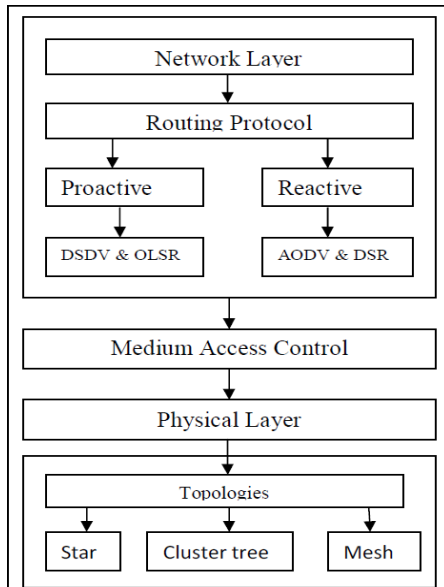 Network Layer
Routing Protocol
Proactive
Reactive
DSDV & OLSR
AODV & DSR
Medium Access Control
Physical Layer
Topologies
Star
Cluster tree
Mesh